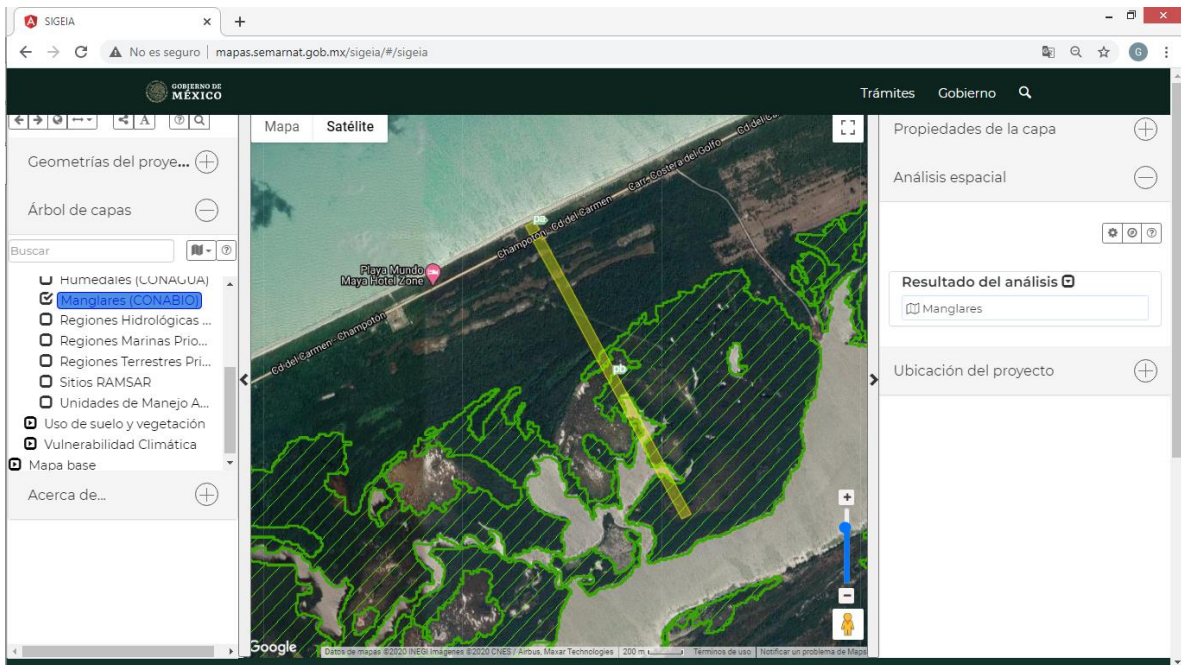 SIGEIA
No es seguro
mapas.semarnat.gob.mx/sigeia/#/sigeia
G
GOBIERNO DE
MÉXICO
Trámites
Gobierno
Geometrías del proye...
Árbol de capas
Buscar
Humedales (CONAGUA)
Manglares (CONABIO)
Regiones Hidrológicas ...
Regiones Marinas Prio...
Regiones Terrestres Pri...
Sitios RAMSAR
Unidades de Manejo A...
Uso de suelo y vegetación
Vulnerabilidad Climática
Mapa base
Acerca de...
Mapa
Satélite
Carr. Costera del Golfo
Cd del Carmen
Champotón
pa
Playa Mundo
Maya Hotel Zone
Cd del Carmen - Champotón
pb
Google
Datos de mapas ©2020 INEGI Imágenes ©2020 CNES / Airbus, Maxar Technologies
200 m
Términos de uso
Notificar un problema de Maps
Propiedades de la capa
Análisis espacial
Resultado del análisis
Manglares
Ubicación del proyecto